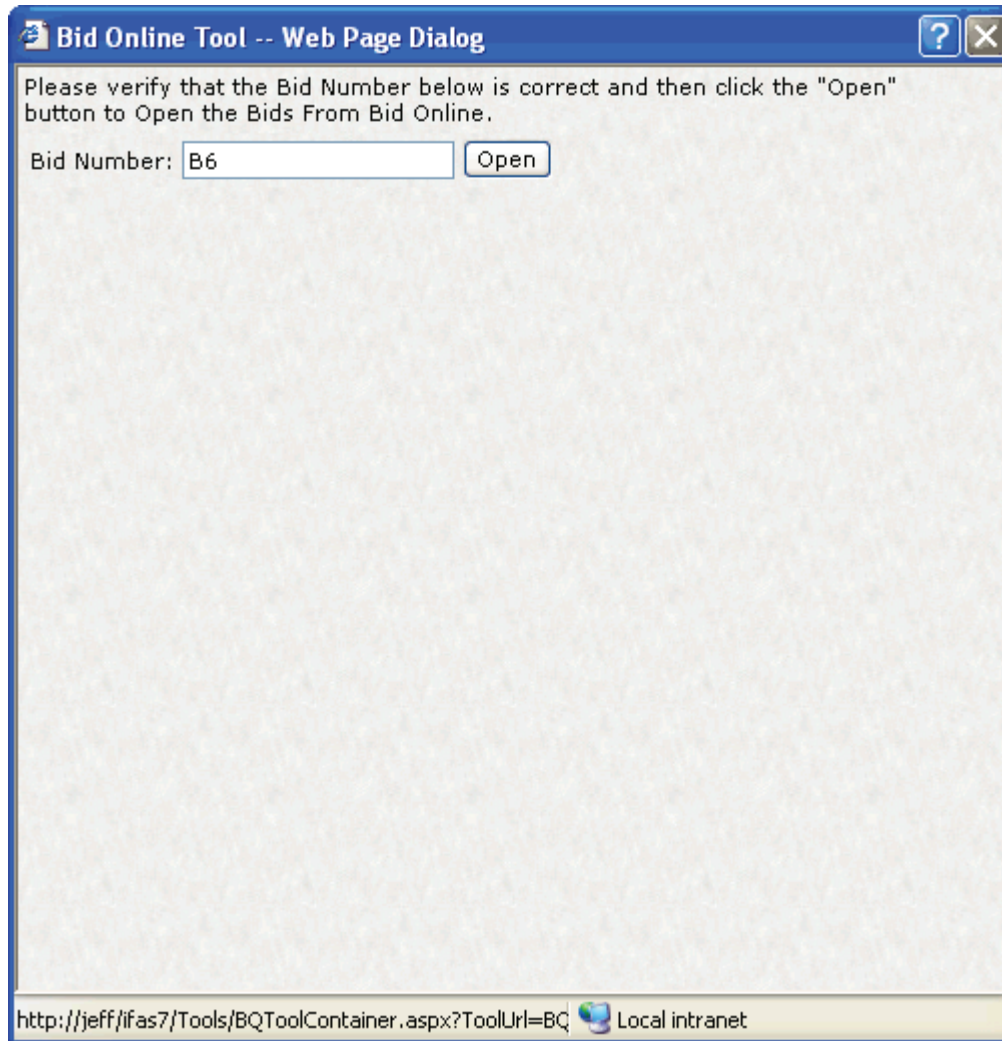 Bid Online Tool -- Web Page Dialog
Please verify that the Bid Number below is correct and then click the "Open"
button to Open the Bids From Bid Online.
Bid Number: B6 Open
http://jeff/ifas7/Tools/BQToolContainer.aspx?ToolUrl=BQ Local intranet